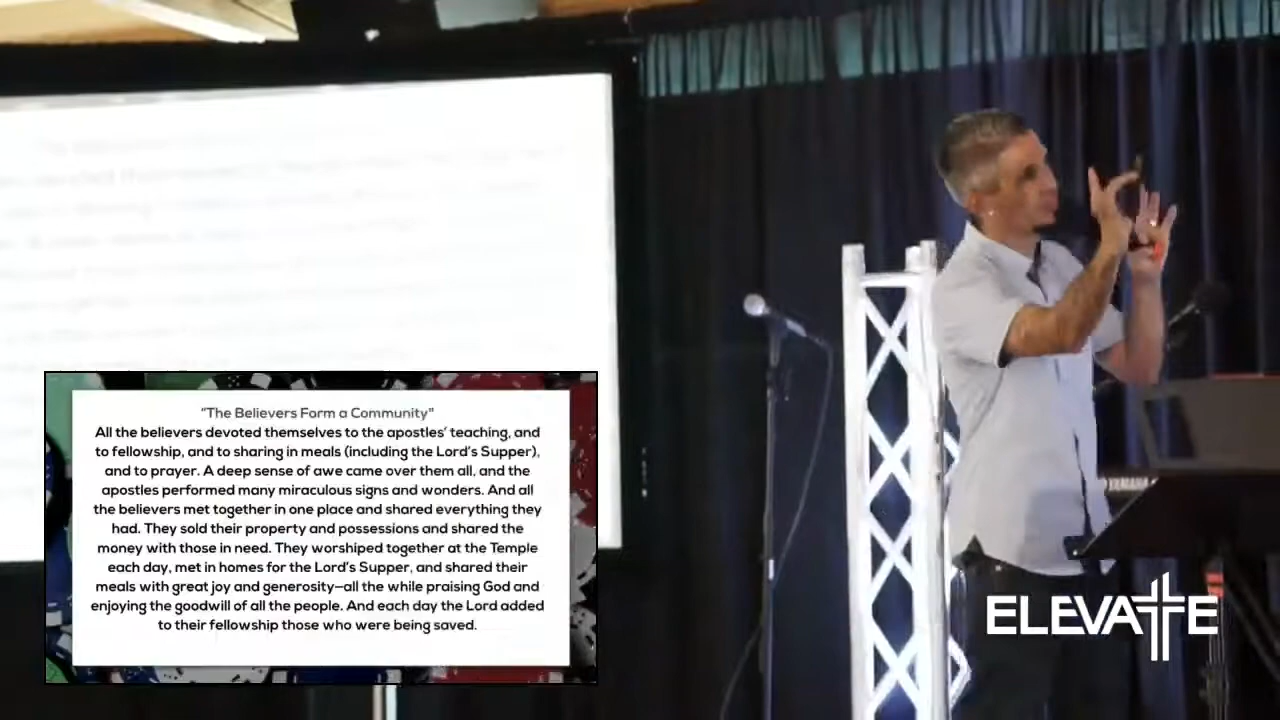 "The Believers Form a Community"
All the believers devoted themselves to the apostles' teaching, and
to fellowship, and to sharing in meals (including the Lord's Supper),
and to prayer. A deep sense of awe came over them all, and the
apostles performed many miraculous signs and wonders. And all
the believers met together in one place and shared everything they
had. They sold their property and possessions and shared the
money with those in need. They worshiped together at the Temple
each day, met in homes for the Lord's Supper, and shared their
meals with great joy and generosity—all the while praising God and
enjoying the goodwill of all the people. And each day the Lord added
to their fellowship those who were being saved.
YAMAHA
ELEVATE